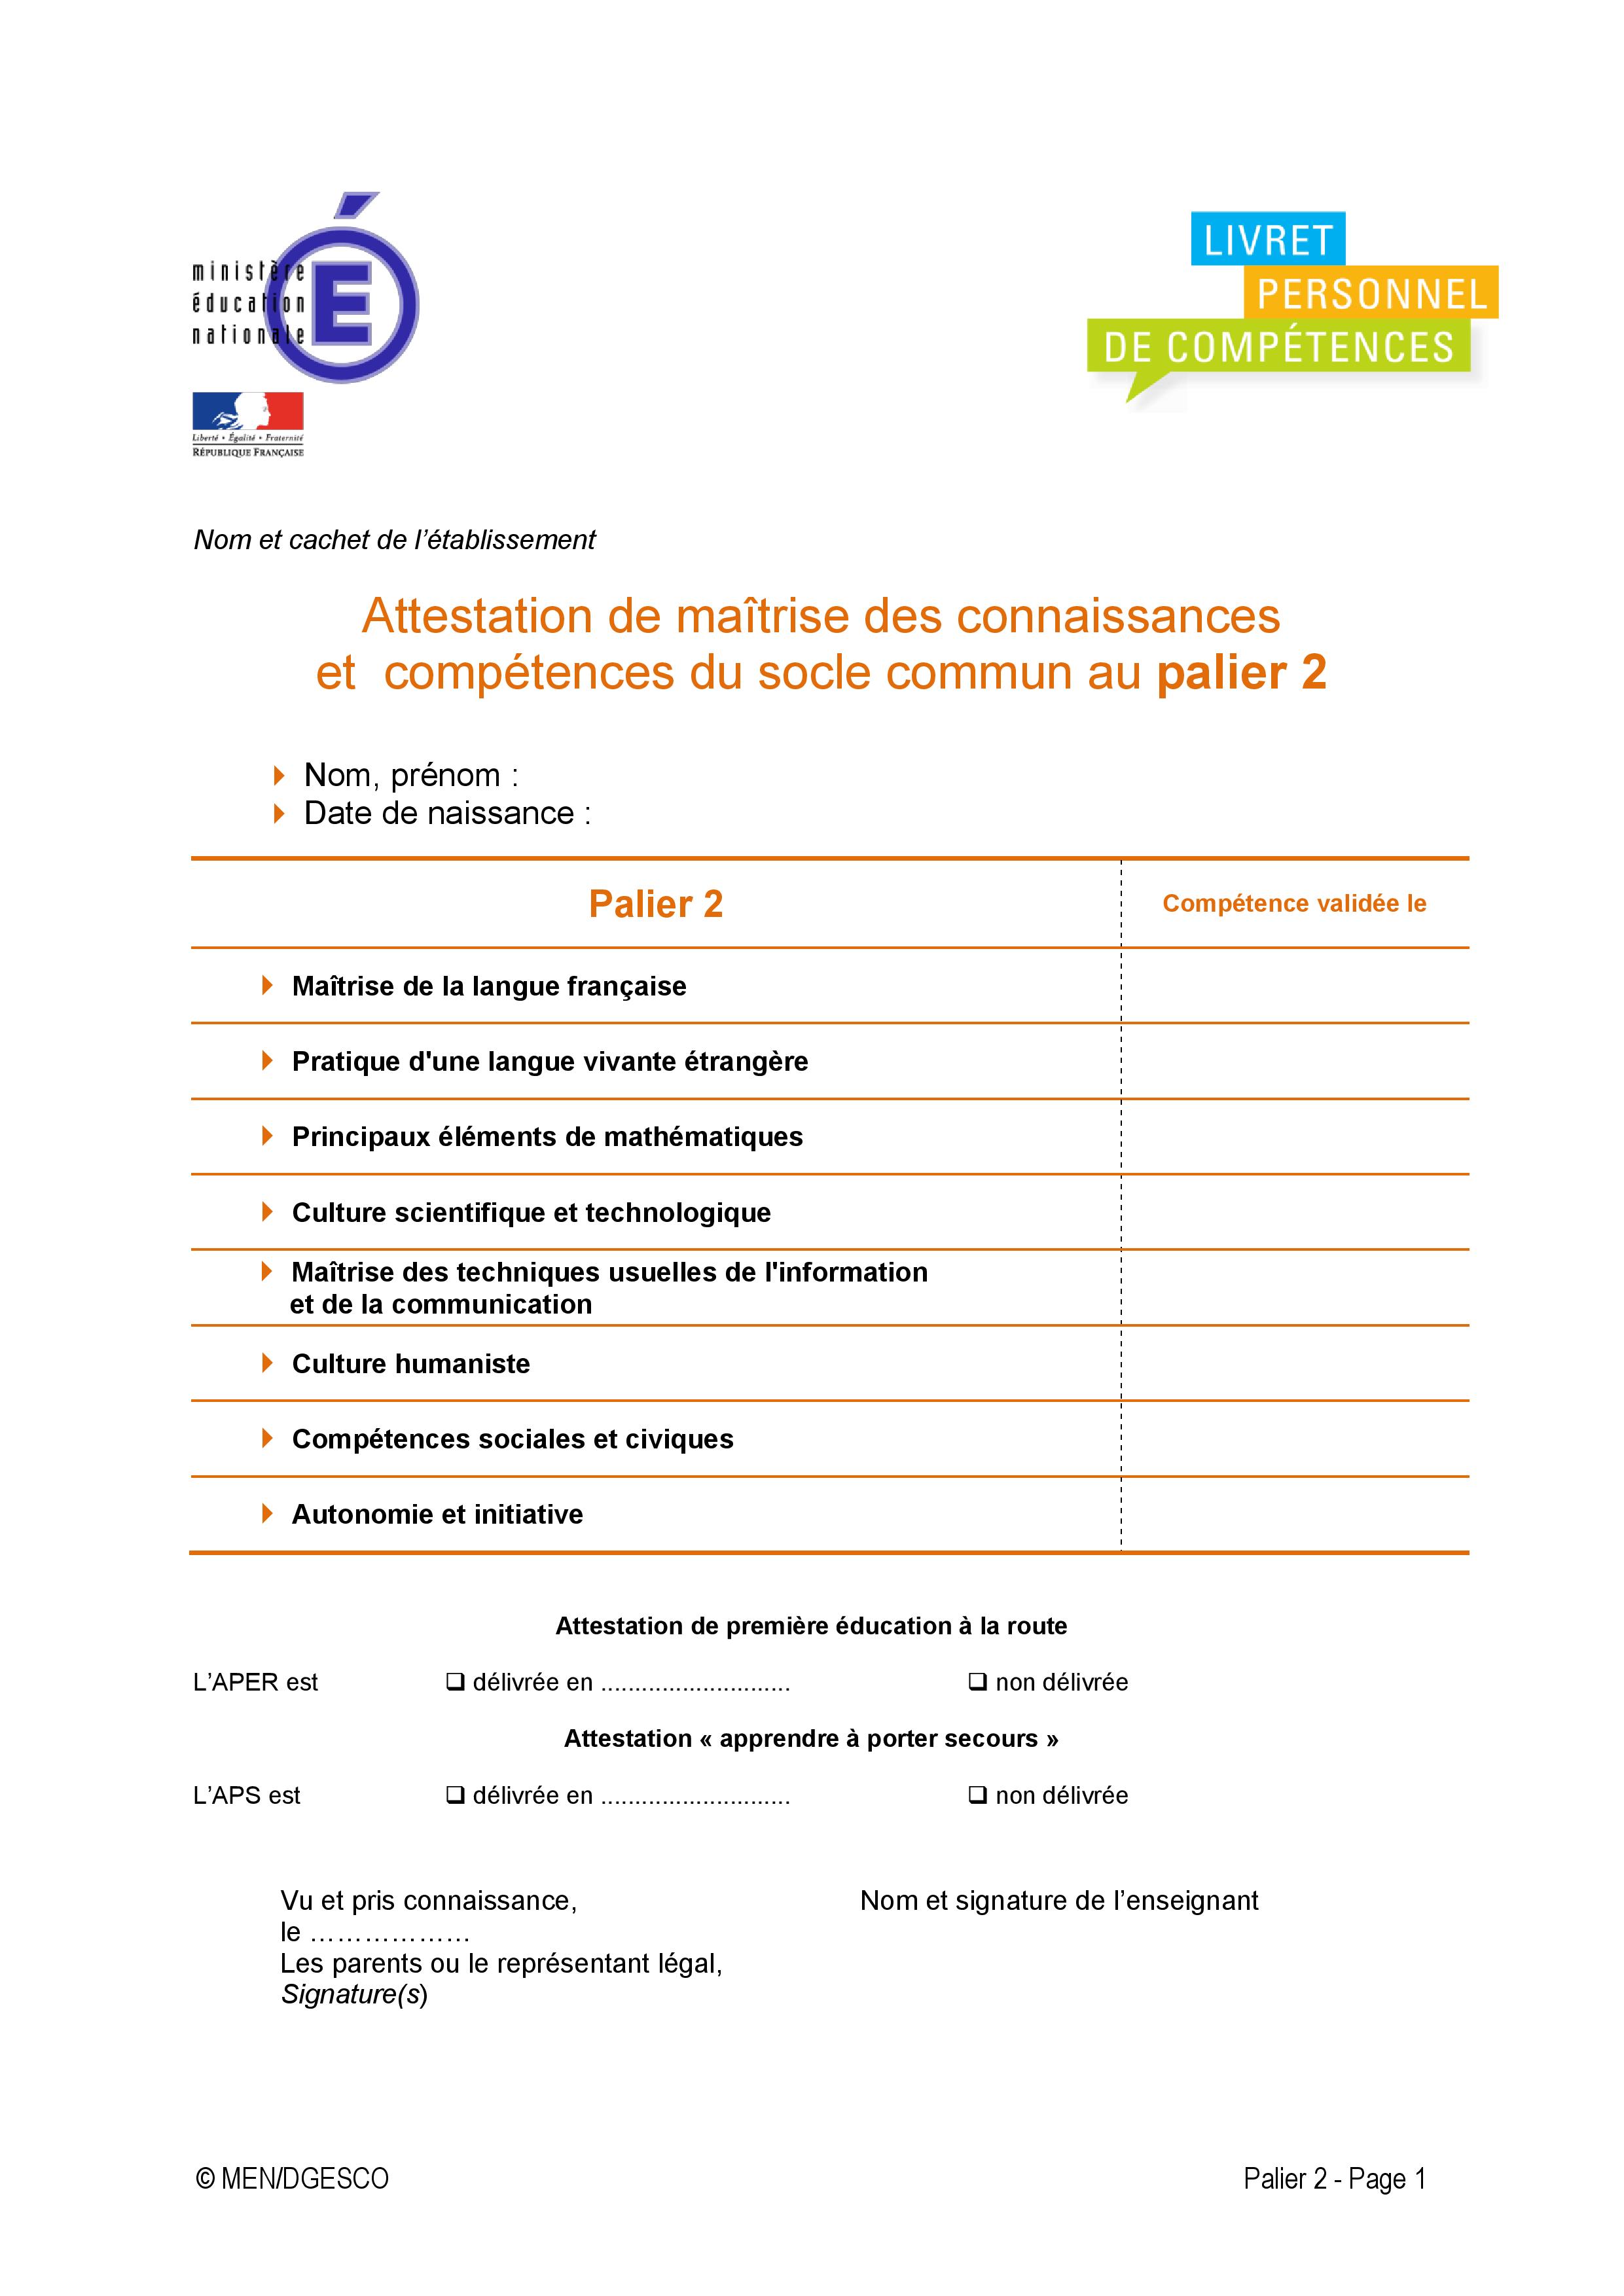 ministère
éducation
nationale
É
Liberté • Égalité • Fraternité
RÉPUBLIQUE FRANÇAISE
LIVRET
PERSONNEL
DE COMPÉTENCES
Nom et cachet de l’établissement
Attestation de maîtrise des connaissances
et compétences du socle commun au palier 2
Nom, prénom :
Date de naissance :
Palier 2 Compétence validée le
Maîtrise de la langue française
Pratique d'une langue vivante étrangère
Principaux éléments de mathématiques
Culture scientifique et technologique
Maîtrise des techniques usuelles de l'information
et de la communication
Culture humaniste
Compétences sociales et civiques
Autonomie et initiative
Attestation de première éducation à la route
L’APER est ❑ délivrée en ............................ ❑ non délivrée
Attestation « apprendre à porter secours »
L’APS est ❑ délivrée en ............................ ❑ non délivrée
Vu et pris connaissance, Nom et signature de l’enseignant
le ………………
Les parents ou le représentant légal,
Signature(s)
© MEN/DGESCO Palier 2 - Page 1